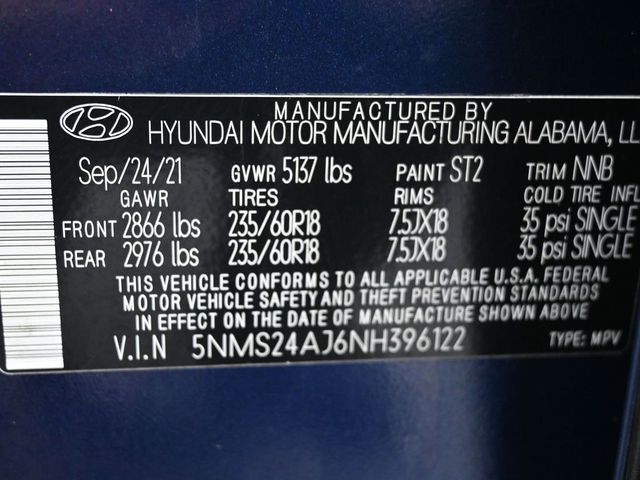 MANUFACTURED BY
HYUNDAI MOTOR MANUFACTURING ALABAMA, LL
Sep/24/21 GVWR 5137 lbs PAINT ST2 TRIM NNB
GAWR TIRES RIMS COLD TIRE INF
FRONT 2866 lbs 235/60R18 7.5JX18 35 psi SINGLE
REAR 2976 lbs 235/60R18 7.5JX18 35 psi SINGLE
THIS VEHICLE CONFORMS TO ALL APPLICABLE U.S.A. FEDERAL
MOTOR VEHICLE SAFETY AND THEFT PREVENTION STANDARDS
IN EFFECT ON THE DATE OF MANUFACTURE SHOWN ABOVE
V.I.N 5NMS24AJ6NH396122 TYPE: MPV